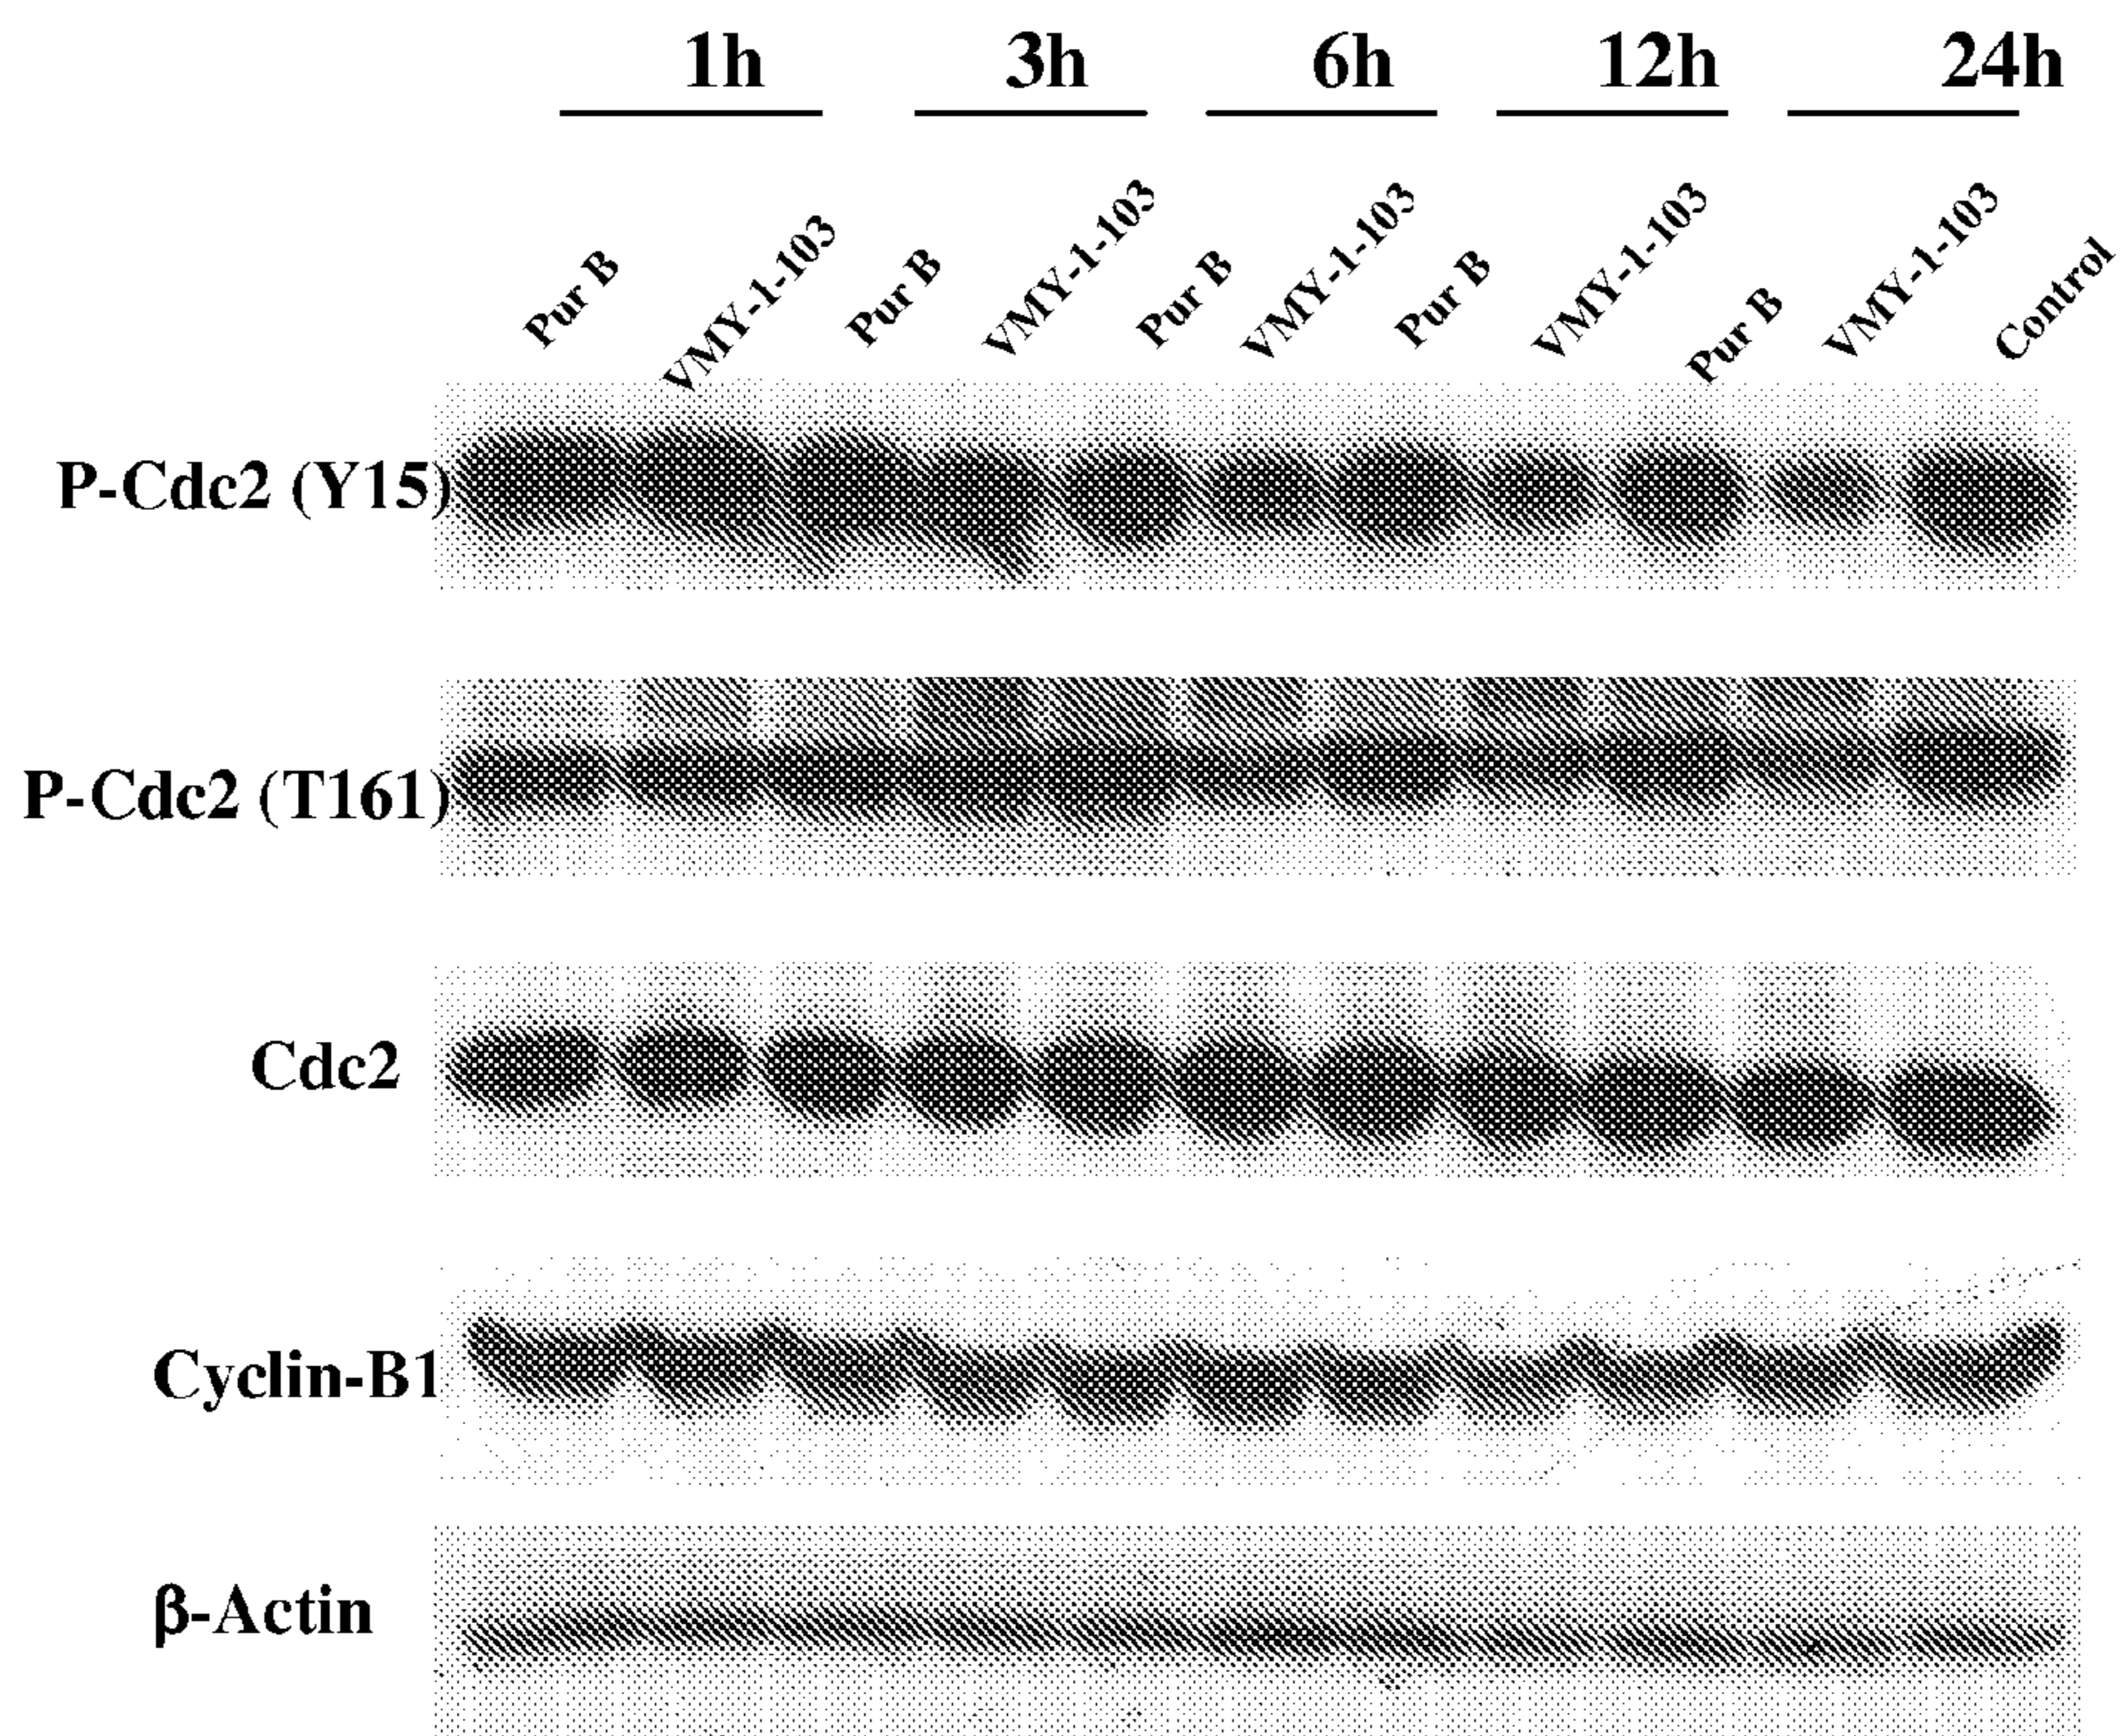 1h 3h 6h 12h 24h
Pur B VMY-1-103 Pur B VMY-1-103 Pur B VMY-1-103 Pur B VMY-1-103 Pur B VMY-1-103 Control
P-Cdc2 (Y15)
P-Cdc2 (T161)
Cdc2
Cyclin-B1
β-Actin